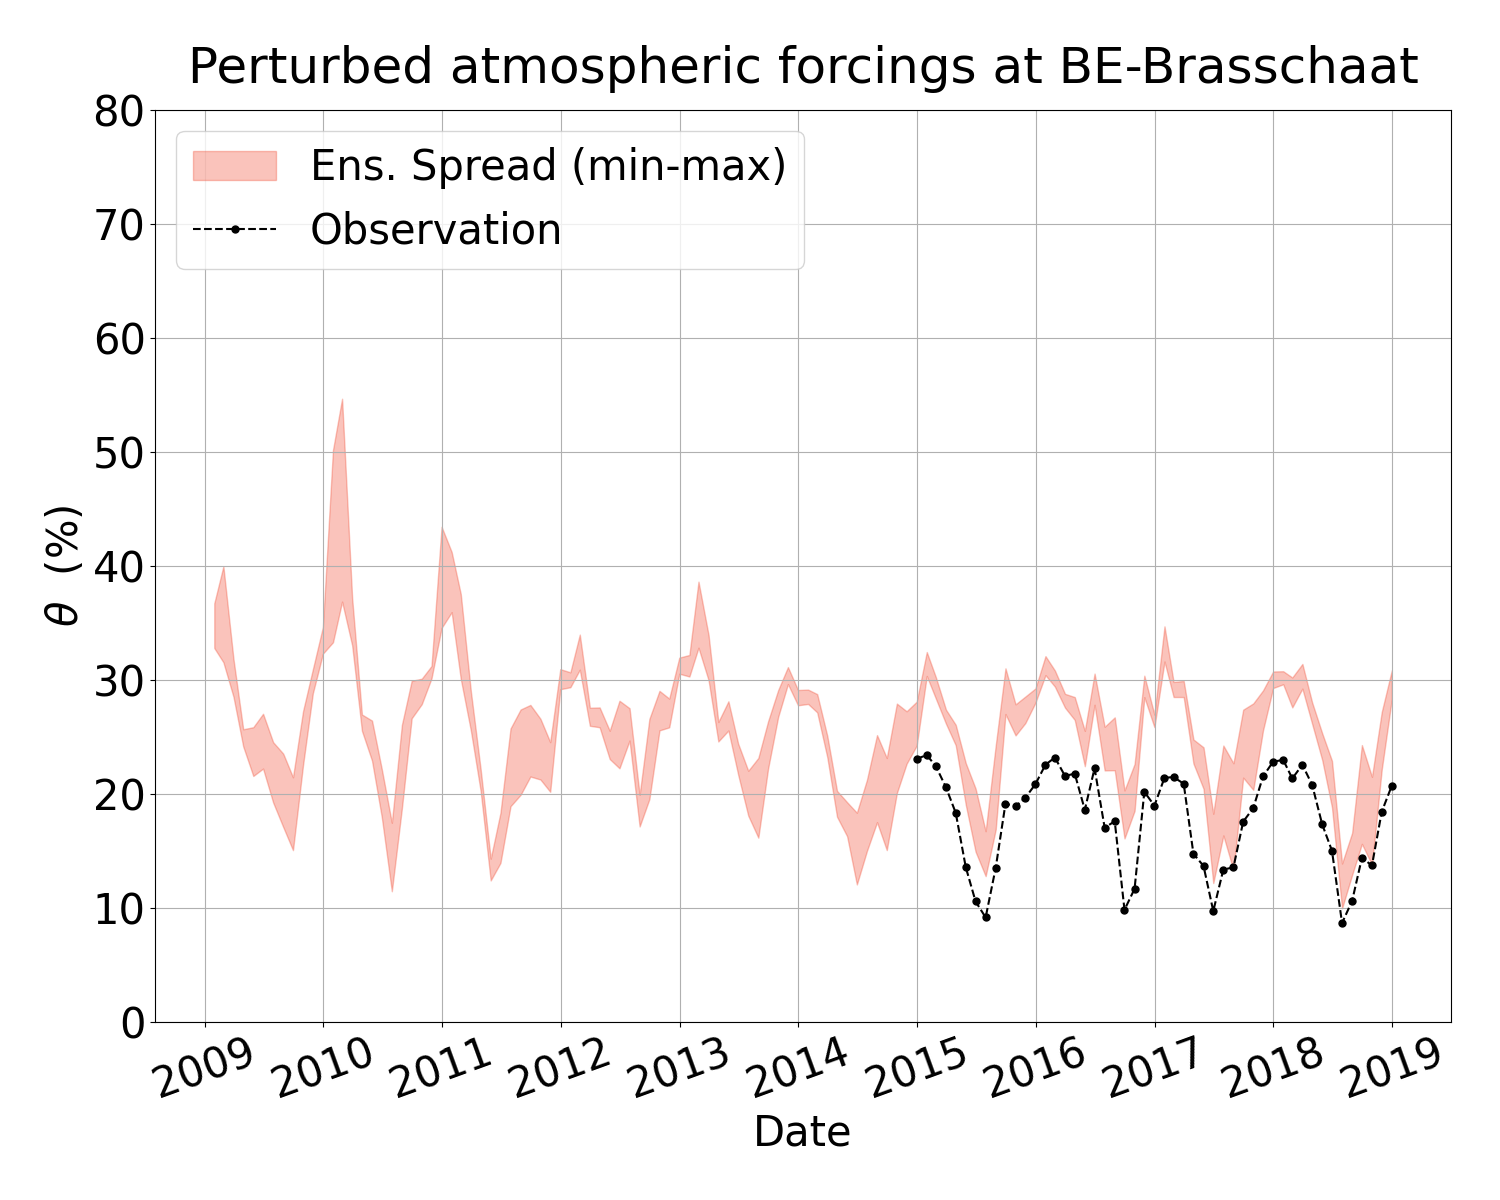 Perturbed atmospheric forcings at BE-Brasschaat
80
70
60
50
40
30
20
10
0
θ (%)
Ens. Spread (min-max)
Observation
2009 2010 2011 2012 2013 2014 2015 2016 2017 2018 2019
Date